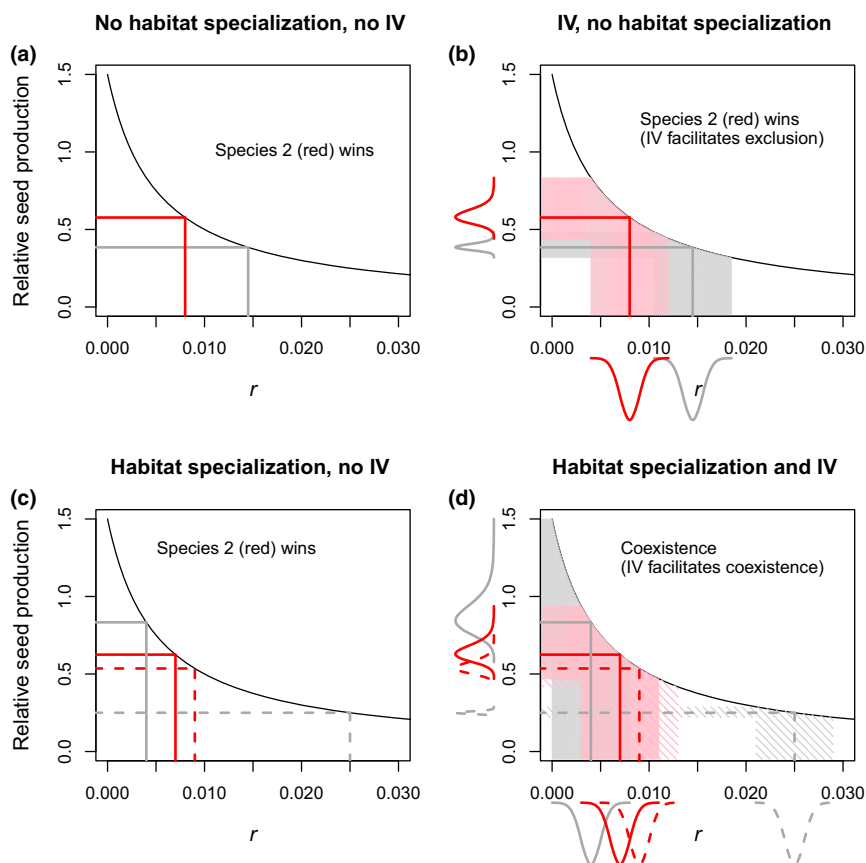 No habitat specialization, no IV
(a)
Relative seed production
1.5
1.0
0.5
0.0
Species 2 (red) wins
0.000
0.010
0.020
0.030
r
IV, no habitat specialization
(b)
1.5
1.0
0.5
0.0
Species 2 (red) wins
(IV facilitates exclusion)
0.000
0.010
0.020
0.030
r
Habitat specialization, no IV
(c)
Relative seed production
1.5
1.0
0.5
0.0
Species 2 (red) wins
0.000
0.010
0.020
0.030
r
Habitat specialization and IV
(d)
1.5
1.0
0.5
0.0
Coexistence
(IV facilitates coexistence)
0.000
0.010
0.020
0.030
r